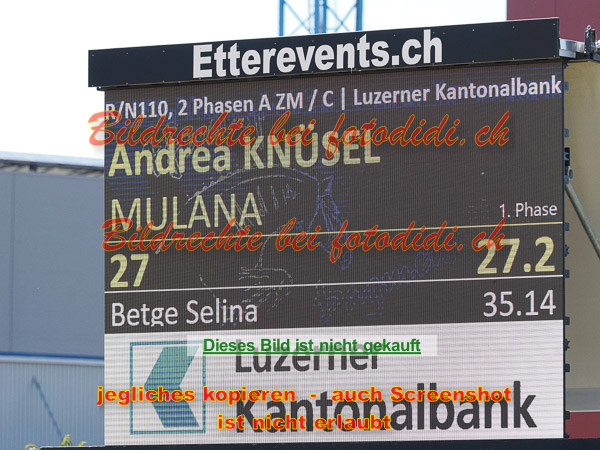 Etterevents.ch
B/N110, 2 Phasen A ZM / C | Luzerner Kantonalbank
Bildrechte bei fotodidi.ch
Andrea KNÜSEL
MULANA
1. Phase
Bildrechte bei fotodidi.ch
27 27.2
Betge Selina 35.14
Dieses Bild ist nicht gekauft
Luzerner
jegliches kopieren - auch Screenshot
Kantonalbank
ist nicht erlaubt